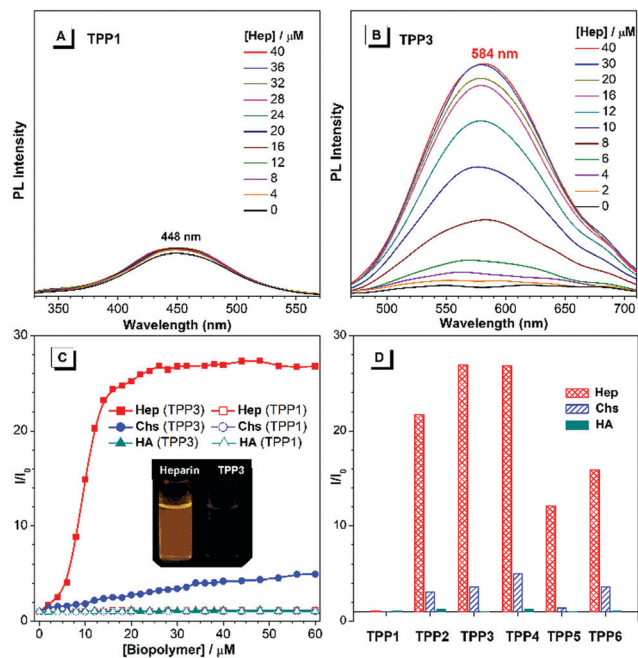 A
TPP1
[Hep] / μM
40
36
32
28
24
20
16
12
8
4
0
448 nm
PL Intensity
350
400
450
500
550
Wavelength (nm)
B
TPP3
584 nm
[Hep] / μM
40
30
20
16
12
10
8
6
4
2
0
PL Intensity
500
550
600
650
700
Wavelength (nm)
C
30
20
10
0
I/I0
Hep (TPP3)
Hep (TPP1)
Chs (TPP3)
Chs (TPP1)
HA (TPP3)
HA (TPP1)
Heparin
TPP3
0
10
20
30
40
50
60
[Biopolymer] / μM
D
30
20
10
0
I/I0
Hep
Chs
HA
TPP1
TPP2
TPP3
TPP4
TPP5
TPP6